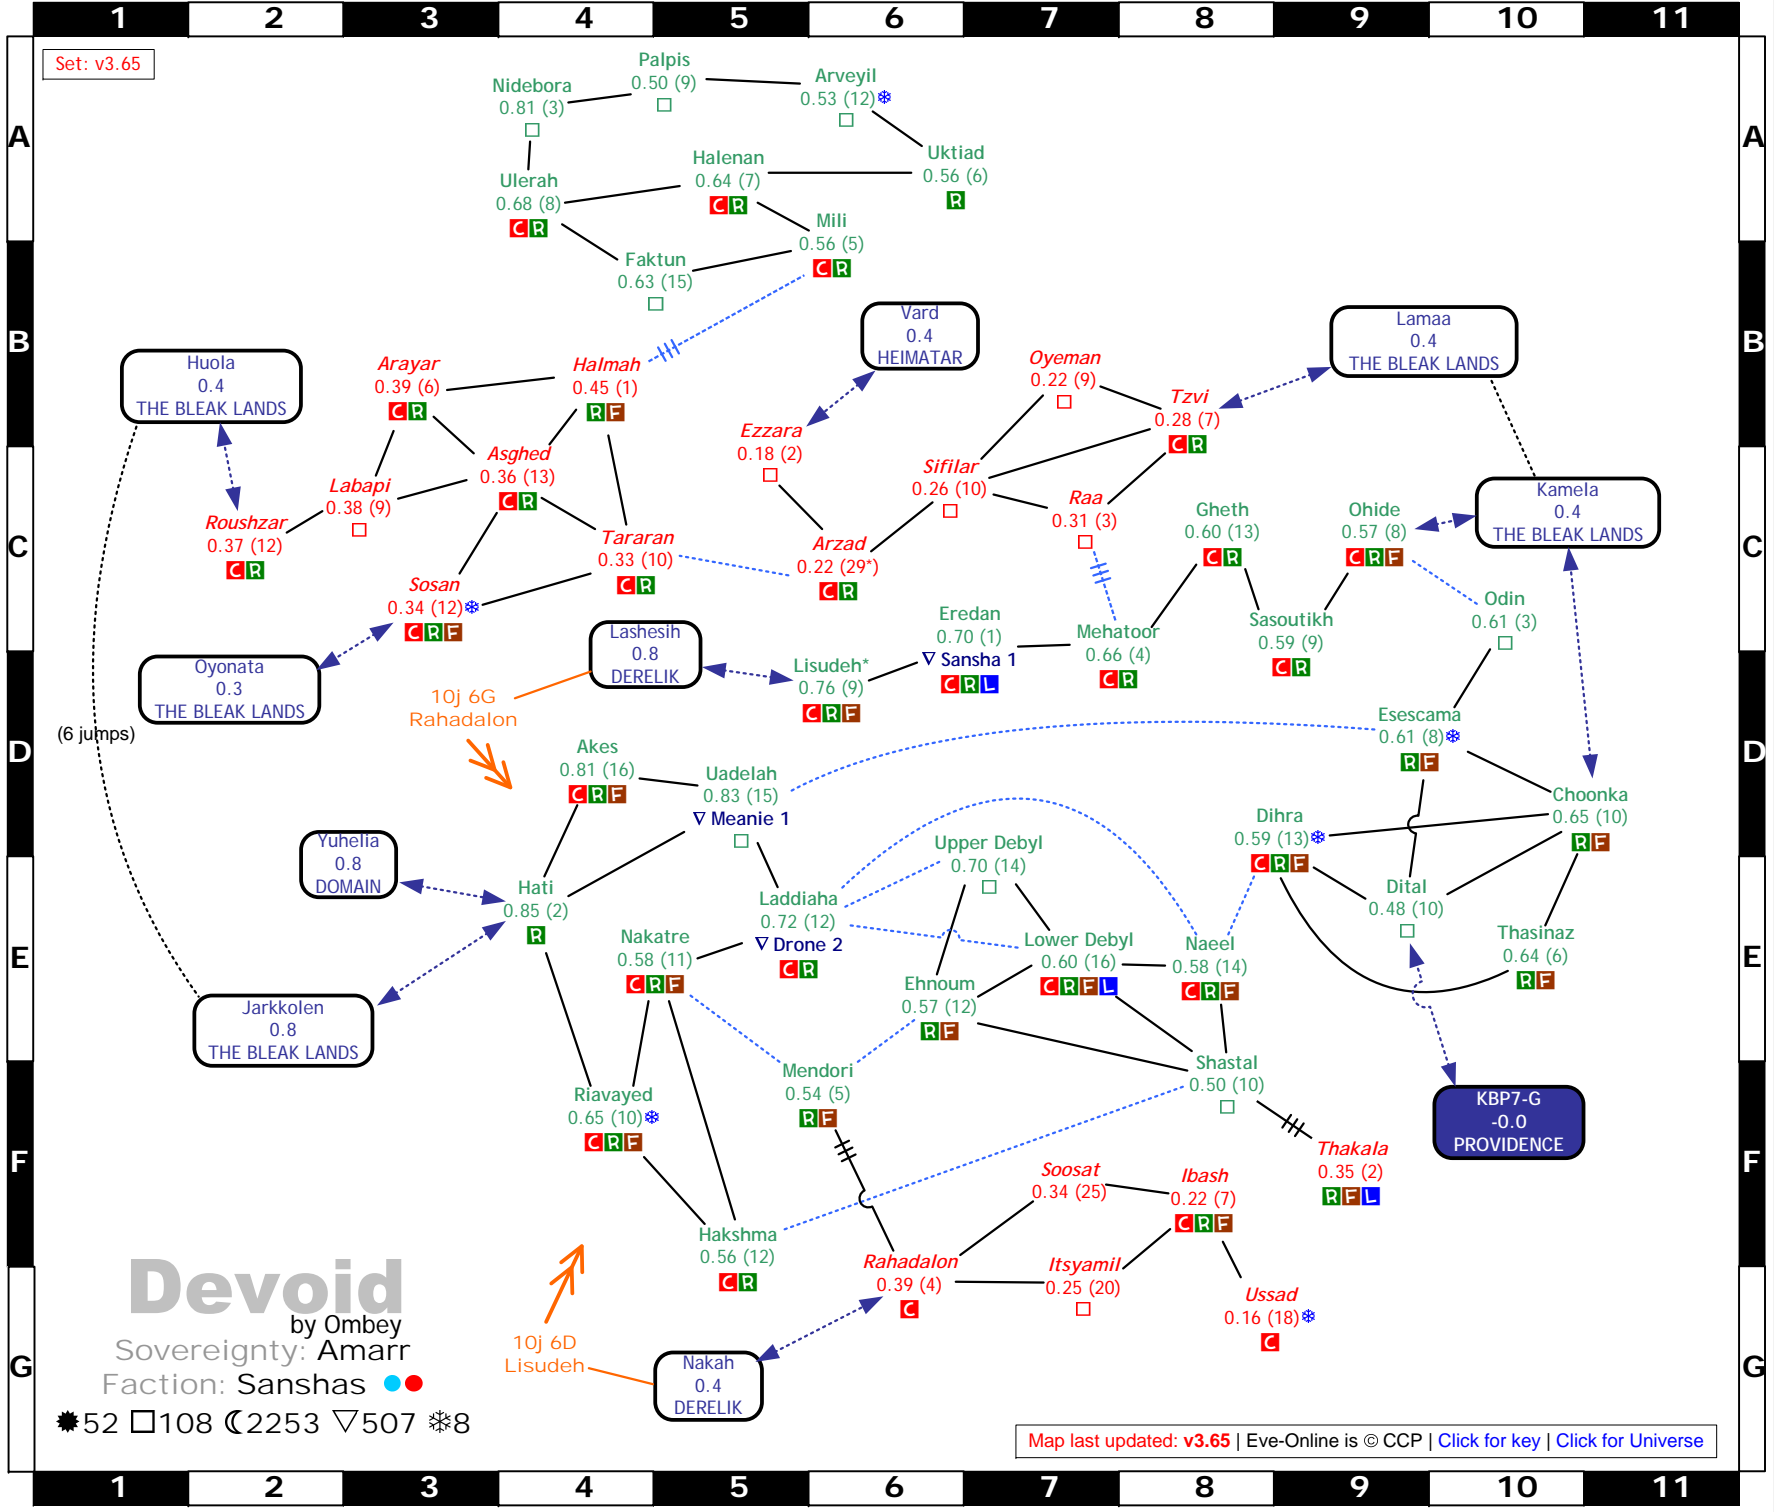 1 2 3 4 5 6 7 8 9 10 11
Set: v3.65
A
A
Nidebora
0.81 (3)
Palpis
0.50 (9)
Arveyil
0.53 (12)
Ulerah
0.68 (8)
C R
Halenan
0.64 (7)
C R
Uktiad
0.56 (6)
R
Mili
0.56 (5)
C R
Faktun
0.63 (15)
B
B
Huola
0.4
THE BLEAK LANDS
Arayar
0.39 (6)
C R
Halmah
0.45 (1)
R F
Vard
0.4
HEIMATAR
Oyeman
0.22 (9)
Tzvi
0.28 (7)
C R
Lamaa
0.4
THE BLEAK LANDS
Ezzara
0.18 (2)
C
C
Roushzar
0.37 (12)
C R
Labapi
0.38 (9)
Asghed
0.36 (13)
C R
Tararan
0.33 (10)
C R
Sosan
0.34 (12)
C R F
Arzad
0.22 (29*)
C R
Sifilar
0.26 (10)
Raa
0.31 (3)
Gheth
0.60 (13)
C R
Ohide
0.57 (8)
C R F
Kamela
0.4
THE BLEAK LANDS
Odin
0.61 (3)
Sasoutikh
0.59 (9)
C R
Eredan
0.70 (1)
Sansha 1
C R L
Mehatoor
0.66 (4)
C R
Lashesih
0.8
DERELIK
Lisudeh*
0.76 (9)
C R F
Oyonata
0.3
THE BLEAK LANDS
10j 6G
Rahadalon
(6 jumps)
D
D
Akes
0.81 (16)
C R F
Uadelah
0.83 (15)
Meanie 1
Esescama
0.61 (8)
R F
Choonka
0.65 (10)
R F
Dihra
0.59 (13)
C R F
Yuhelia
0.8
DOMAIN
Upper Debyl
0.70 (14)
E
E
Hati
0.85 (2)
R
Laddiaha
0.72 (12)
Drone 2
C R
Dital
0.48 (10)
Thasinaz
0.64 (6)
R F
Nakatre
0.58 (11)
C R F
Lower Debyl
0.60 (16)
C R F L
Naeel
0.58 (14)
C R F
Ehnoum
0.57 (12)
R F
Jarkkolen
0.8
THE BLEAK LANDS
F
F
Riavayed
0.65 (10)
C R F
Mendori
0.54 (5)
R F
Shastal
0.50 (10)
KBP7-G
-0.0
PROVIDENCE
Thakala
0.35 (2)
R F L
Soosat
0.34 (25)
Ibash
0.22 (7)
C R F
Hakshma
0.56 (12)
C R
Rahadalon
0.39 (4)
C
Itsyamil
0.25 (20)
Ussad
0.16 (18)
C
G
G
10j 6D
Lisudeh
Nakah
0.4
DERELIK
Devoid
by Ombey
Sovereignty: Amarr
Faction: Sanshas
52 108 2253 507 8
Map last updated: v3.65 | Eve-Online is © CCP | Click for key | Click for Universe
1 2 3 4 5 6 7 8 9 10 11